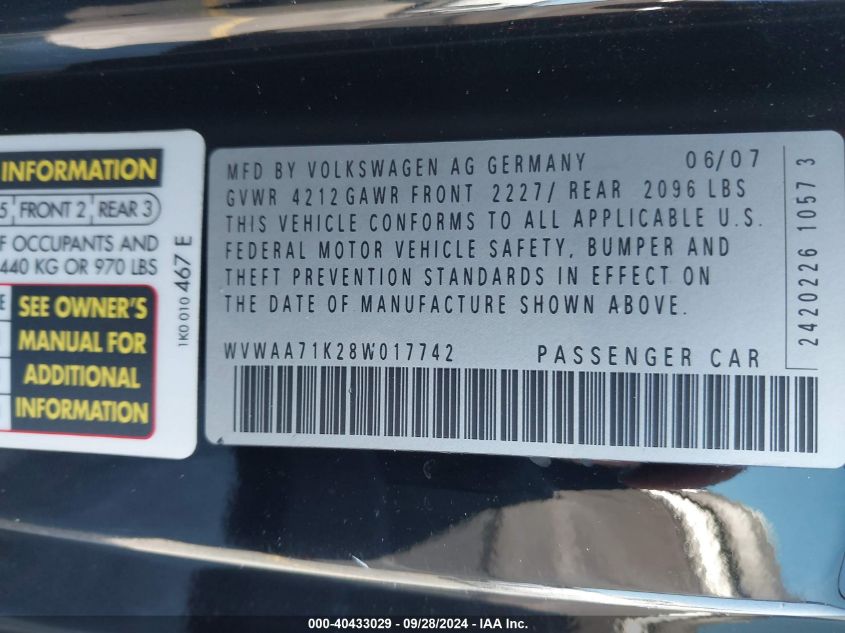 INFORMATION
5 FRONT 2 REAR 3
F OCCUPANTS AND
440 KG OR 970 LBS
E
SEE OWNER'S
MANUAL FOR
ADDITIONAL
INFORMATION
1K0 010 467 E
MFD BY VOLKSWAGEN AG GERMANY 06/07
GVWR 4212 GAWR FRONT 2227/ REAR 2096 LBS
THIS VEHICLE CONFORMS TO ALL APPLICABLE U.S.
FEDERAL MOTOR VEHICLE SAFETY, BUMPER AND
THEFT PREVENTION STANDARDS IN EFFECT ON
THE DATE OF MANUFACTURE SHOWN ABOVE.
WVWAA71K28W017742 PASSENGER CAR
2420226 10573
000-40433029 - 09/28/2024 - IAA, Inc.